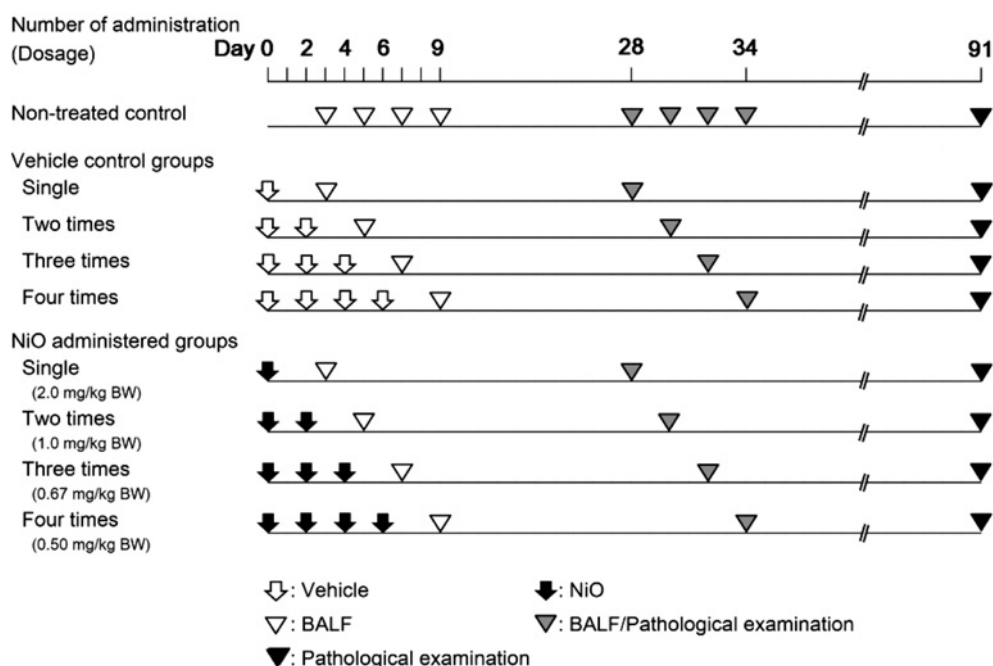 Number of administration
(Dosage)
Day 0 2 4 6 9 28 34 91
Non-treated control
Vehicle control groups
Single
Two times
Three times
Four times
NiO administered groups
Single
(2.0 mg/kg BW)
Two times
(1.0 mg/kg BW)
Three times
(0.67 mg/kg BW)
Four times
(0.50 mg/kg BW)
: Vehicle : NiO
: BALF : BALF/Pathological examination
: Pathological examination